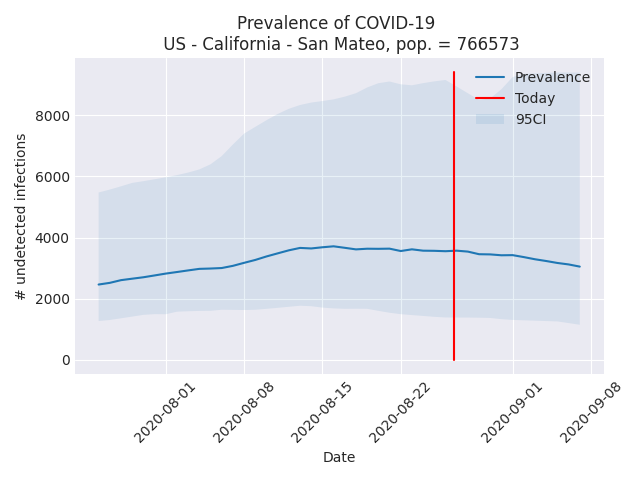 Prevalence of COVID-19
US - California - San Mateo, pop. = 766573
Prevalence
Today
95CI
# undetected infections
8000
6000
4000
2000
0
2020-08-01
2020-08-08
2020-08-15
2020-08-22
2020-09-01
2020-09-08
Date